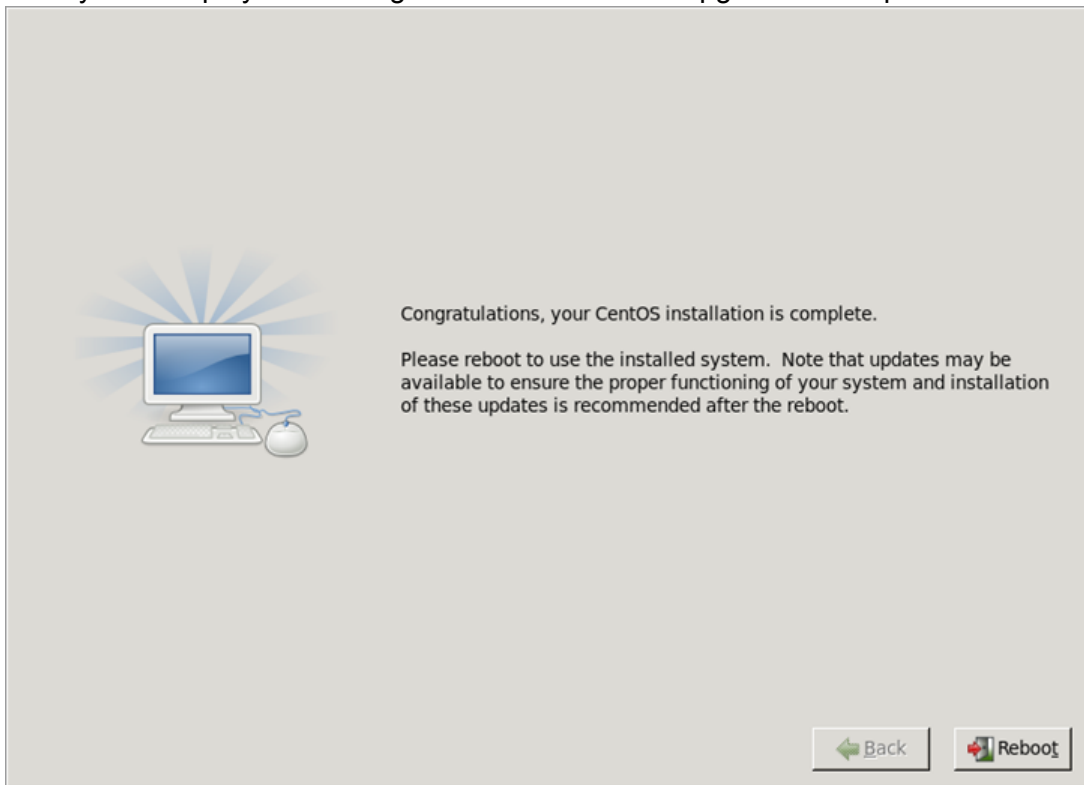 Congratulations, your CentOS installation is complete.
Please reboot to use the installed system. Note that updates may be
available to ensure the proper functioning of your system and installation
of these updates is recommended after the reboot.
Back
Reboot